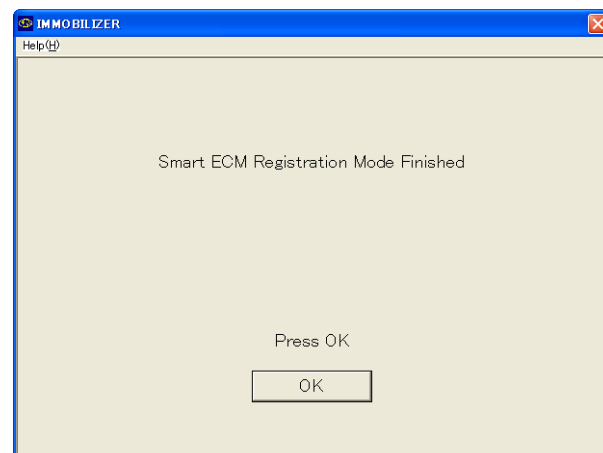 IMMOBILIZER
Help(H)
Smart ECM Registration Mode Finished
Press OK
OK